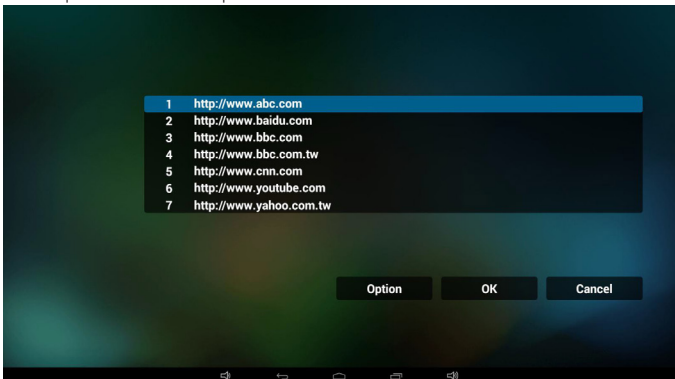 1 http://www.abc.com
2 http://www.baidu.com
3 http://www.bbc.com
4 http://www.bbc.com.tw
5 http://www.cnn.com
6 http://www.youtube.com
7 http://www.yahoo.com.tw
Option OK Cancel